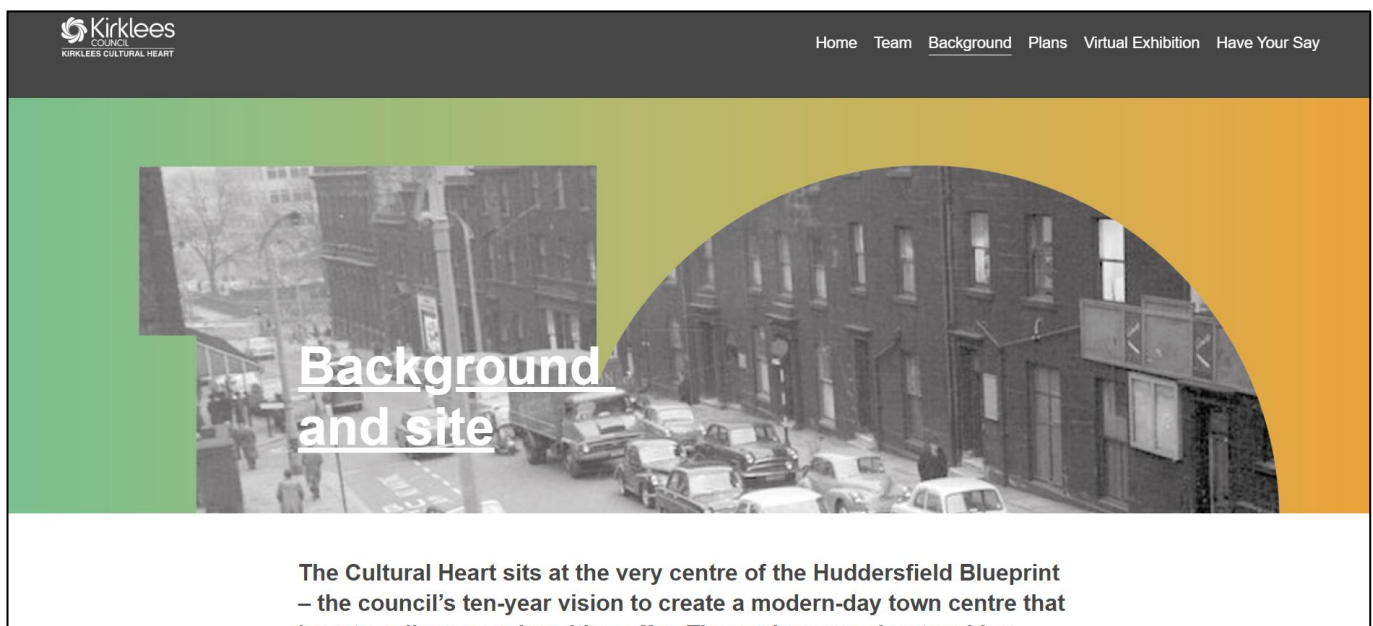 Kirklees
COUNCIL
KIRKLEES CULTURAL HEART
Home Team Background Plans Virtual Exhibition Have Your Say
Background
and site
The Cultural Heart sits at the very centre of the Huddersfield Blueprint
– the council’s ten-year vision to create a modern-day town centre that